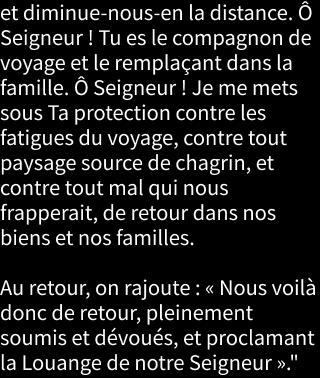 et diminue-nous-en la distance. Ô
Seigneur ! Tu es le compagnon de
voyage et le remplaçant dans la
famille. Ô Seigneur ! Je me mets
sous Ta protection contre les
fatigues du voyage, contre tout
paysage source de chagrin, et
contre tout mal qui nous
frapperait, de retour dans nos
biens et nos familles.

Au retour, on rajoute : « Nous voilà
donc de retour, pleinement
soumis et dévoués, et proclamant
la Louange de notre Seigneur »."